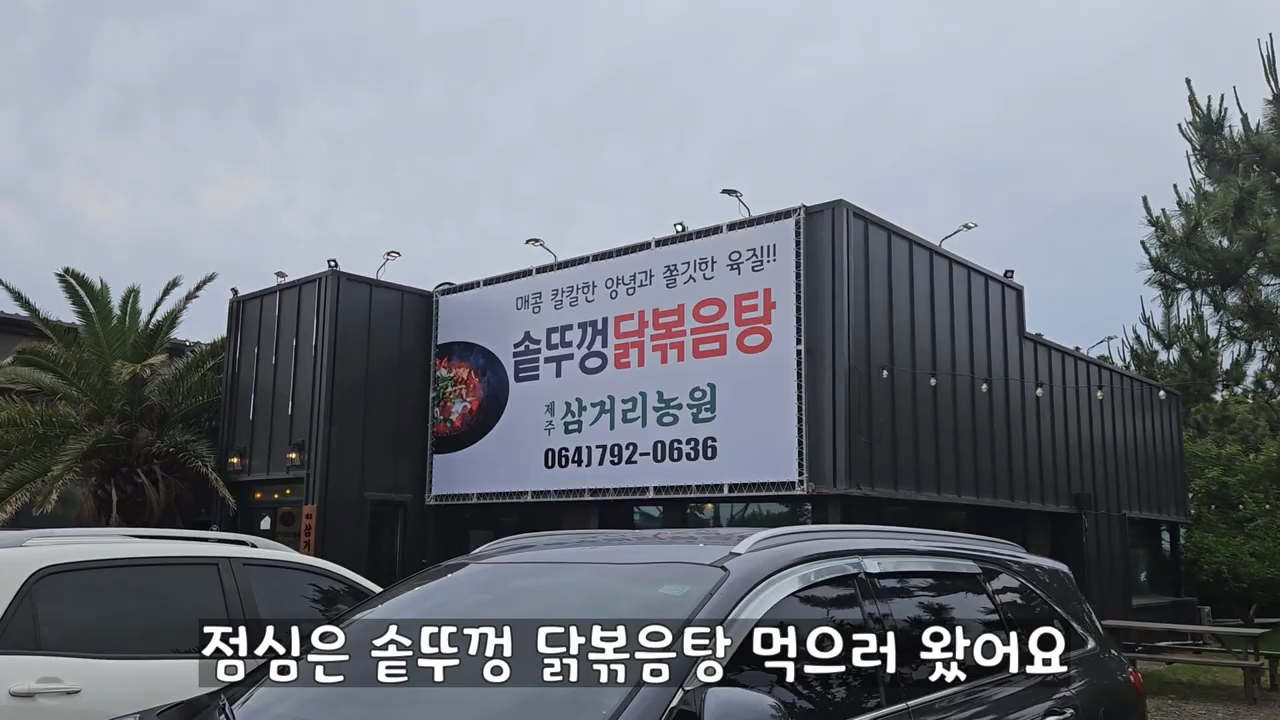 매콤 칼칼한 양념과 쫄깃한 육질!!
솥뚜껑닭볶음탕
제주 삼거리농원
064)792-0636
삼거
점심은 솥뚜껑 닭볶음탕 먹으러 왔어요